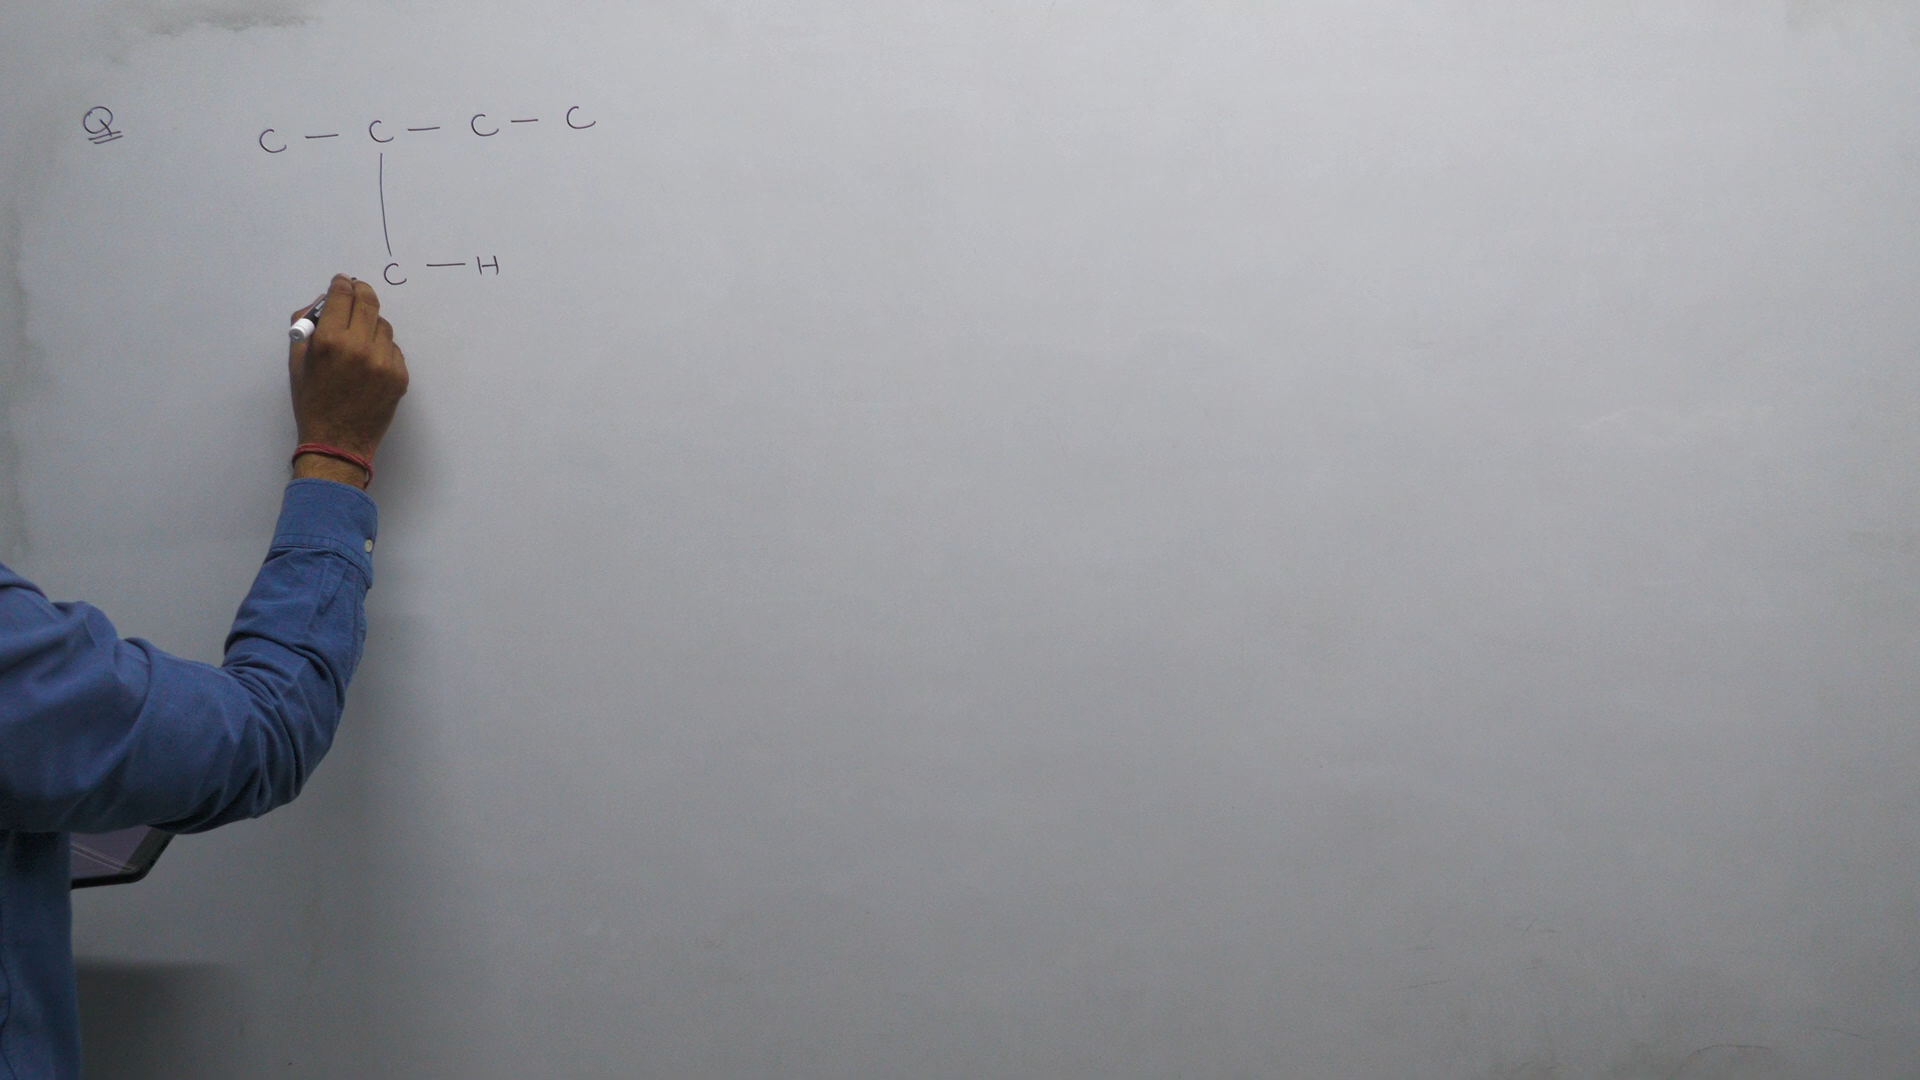 Q C — C — C — C
|
C — H